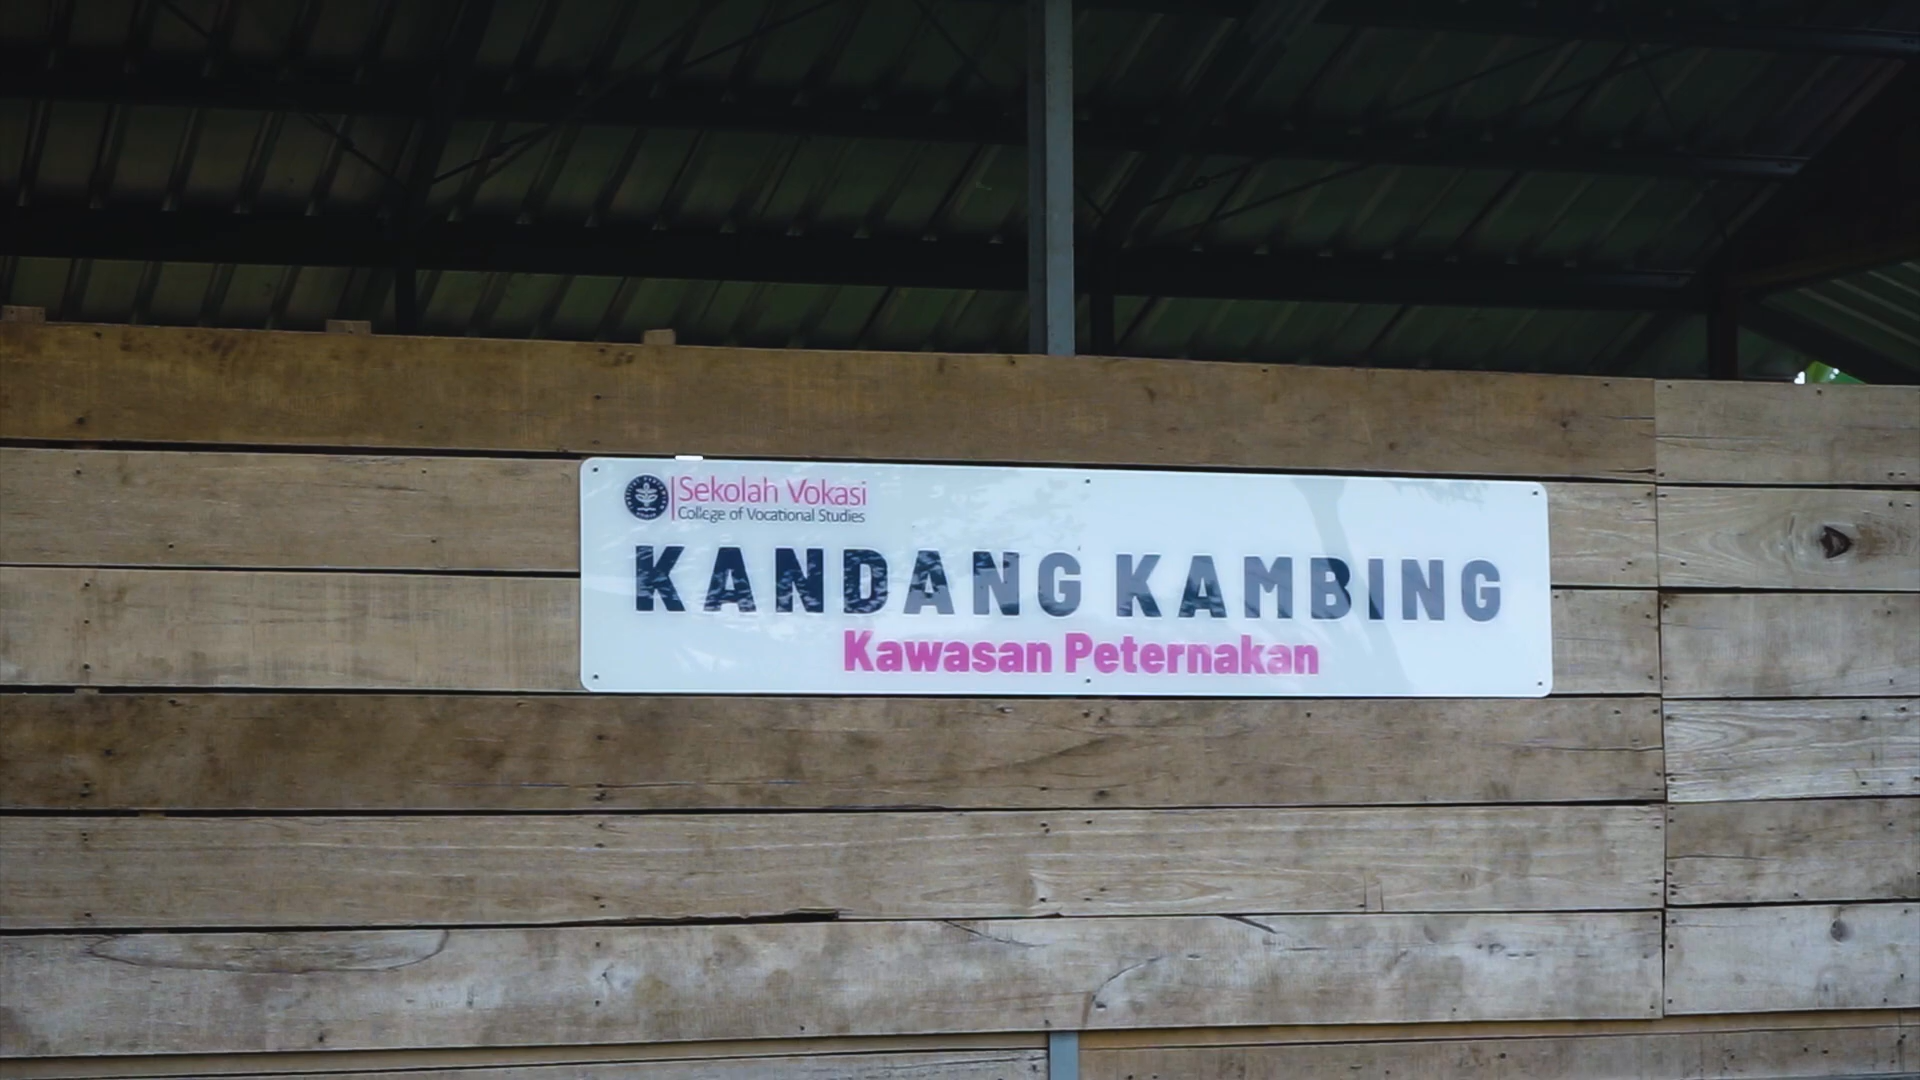 Sekolah Vokasi
College of Vocational Studies
KANDANG KAMBING
Kawasan Peternakan